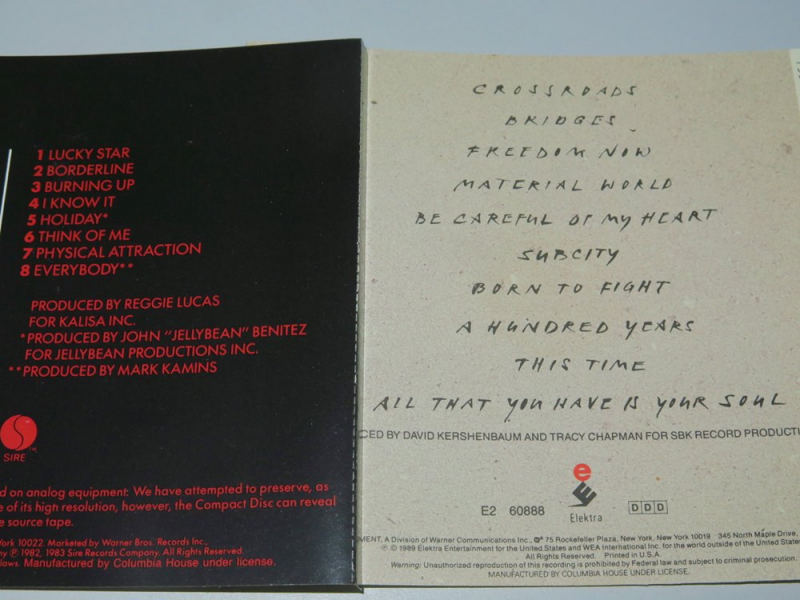 1 LUCKY STAR
2 BORDERLINE
3 BURNING UP
4 I KNOW IT
5 HOLIDAY*
6 THINK OF ME
7 PHYSICAL ATTRACTION
8 EVERYBODY**
PRODUCED BY REGGIE LUCAS
FOR KALISA INC.
*PRODUCED BY JOHN "JELLYBEAN" BENITEZ
FOR JELLYBEAN PRODUCTIONS INC.
**PRODUCED BY MARK KAMINS
SIRE™
d on analog equipment: We have attempted to preserve, as
e of its high resolution, however, the Compact Disc can reveal
e source tape.
York 10022. Marketed by Warner Bros. Records Inc.,
ny ℗ 1982, 1983 Sire Records Company. All Rights Reserved.
laws. Manufactured by Columbia House under license.
CROSSROADS
BRIDGES
FREEDOM NOW
MATERIAL WORLD
BE CAREFUL OF MY HEART
SUBCITY
BORN TO FIGHT
A HUNDRED YEARS
THIS TIME
ALL THAT YOU HAVE IS YOUR SOUL
CED BY DAVID KERSHENBAUM AND TRACY CHAPMAN FOR SBK RECORD PRODUCTI
E2 60888
Elektra
DDD
MENT, A Division of Warner Communications Inc., 75 Rockefeller Plaza, New York, New York 10019 345 North Maple Drive,
℗ © 1989 Elektra Entertainment for the United States and WEA International Inc. for the world outside of the United States
All Rights Reserved. Printed in U.S.A.
Warning: Unauthorized reproduction of this recording is prohibited by Federal law and subject to criminal prosecution.
MANUFACTURED BY COLUMBIA HOUSE UNDER LICENSE.